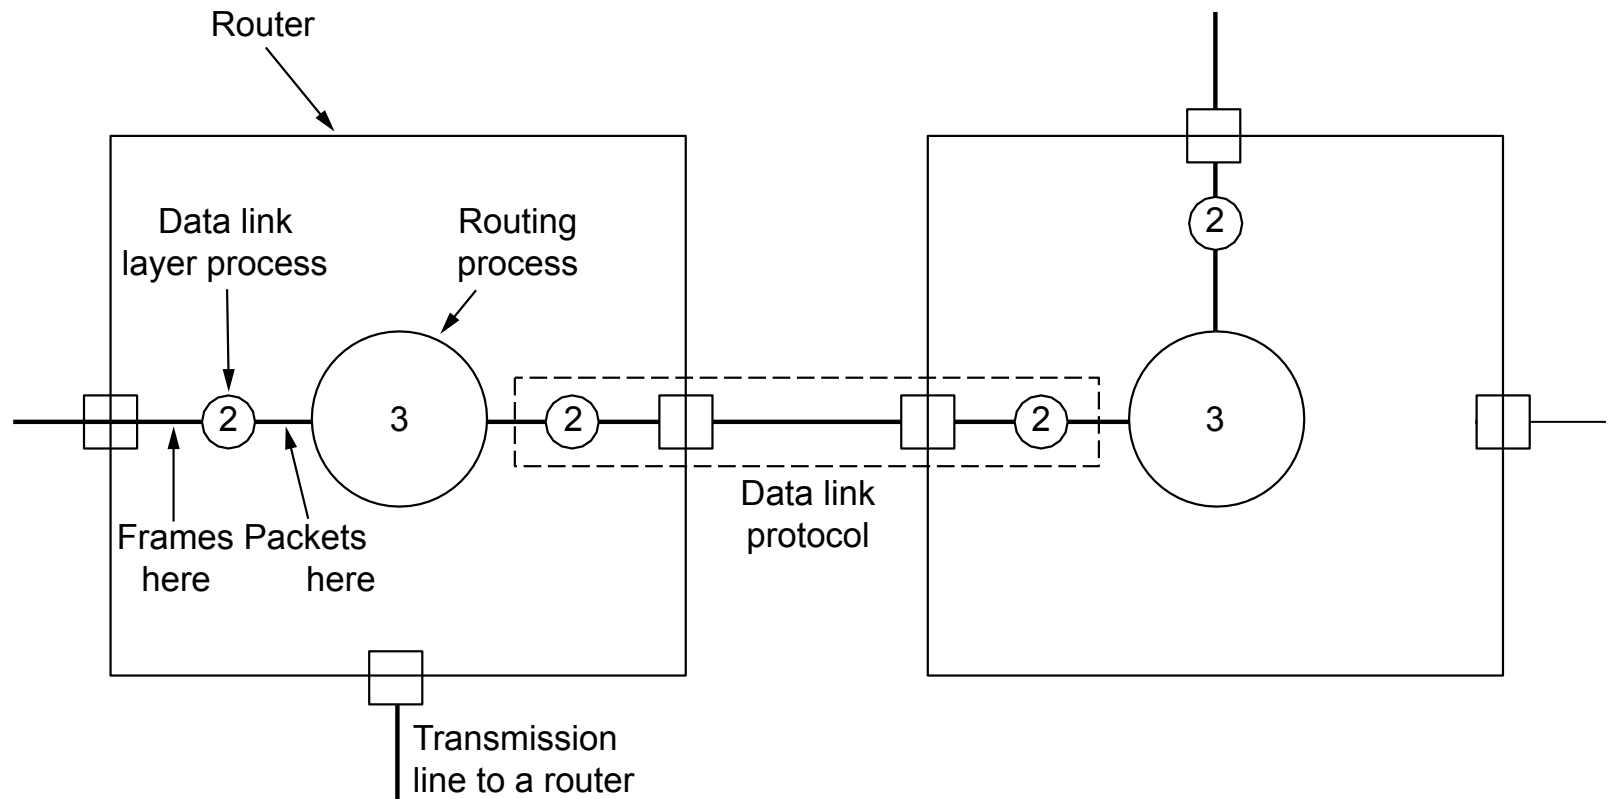 Router
Data link
layer process
Routing
process
2
2
3
2
2
3
Data link
protocol
Frames Packets
here here
Transmission
line to a router